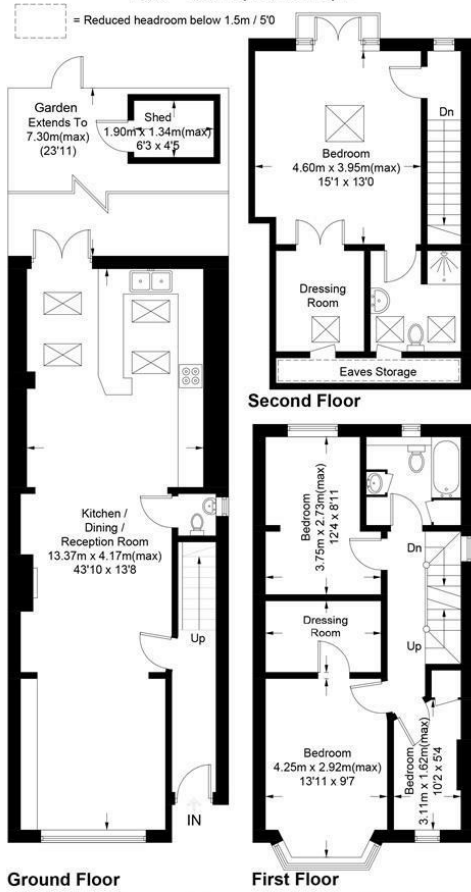 = Reduced headroom below 1.5m / 5'0
Garden
Extends To
7.30m(max)
(23'11)
Shed
1.90m x 1.34m(max)
6'3 x 4'5
Kitchen /
Dining /
Reception Room
13.37m x 4.17m(max)
43'10 x 13'8
Up
IN
Ground Floor
Bedroom
4.60m x 3.95m(max)
15'1 x 13'0
Dn
Dressing
Room
Eaves Storage
Second Floor
Bedroom
3.75m x 2.73m(max)
12'4 x 8'11
Dn
Up
Dressing
Room
Bedroom
4.25m x 2.92m(max)
13'11 x 9'7
Bedroom
3.11m x 1.62m(max)
10'2 x 5'4
First Floor